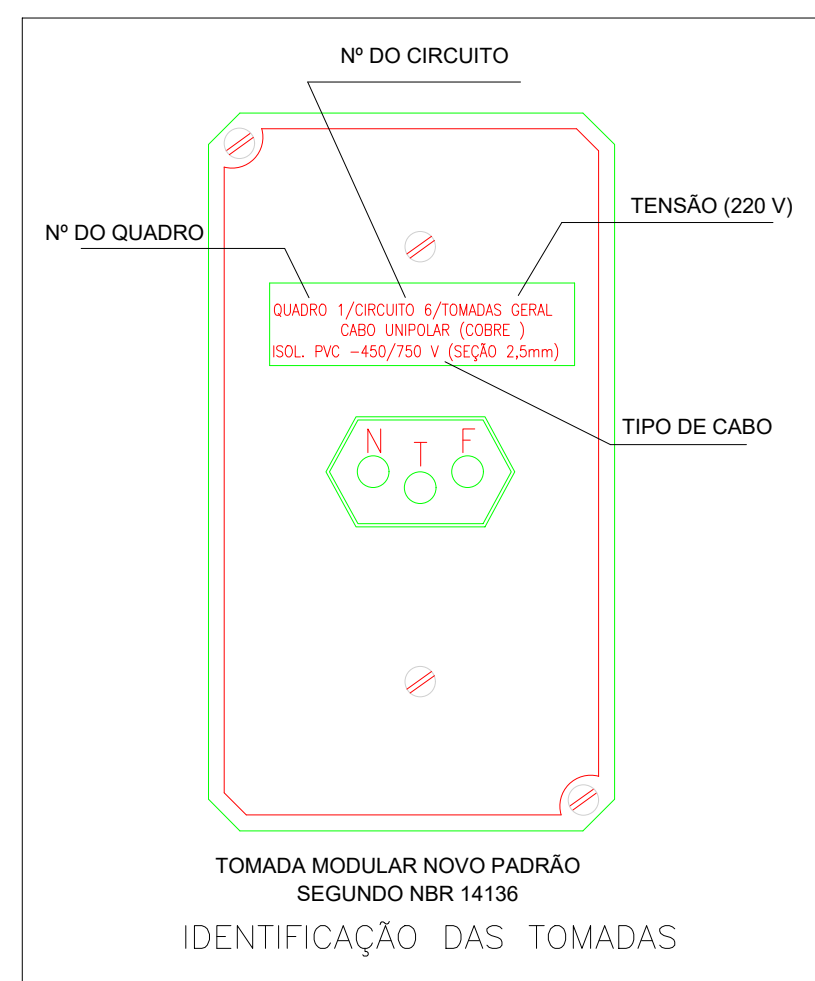 Nº DO CIRCUITO
TENSÃO (220 V)
Nº DO QUADRO
QUADRO 1/CIRCUITO 6/TOMADAS GERAL
CABO UNIPOLAR (COBRE )
ISOL. PVC -450/750 V (SEÇÃO 2,5mm)
TIPO DE CABO
N T F
TOMADA MODULAR NOVO PADRÃO
SEGUNDO NBR 14136
IDENTIFICAÇÃO DAS TOMADAS